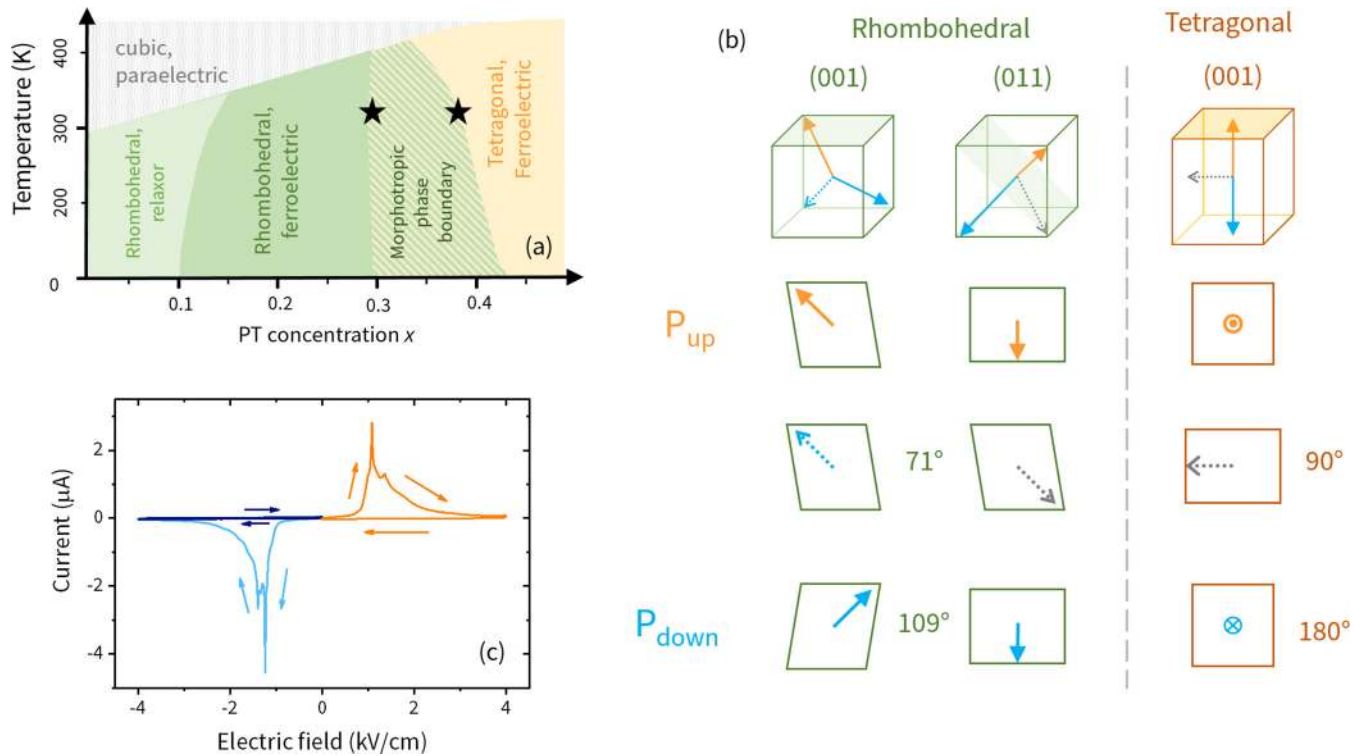 Temperature (K)
400
300
200
0
cubic,
paraelectric
Rhombohedral,
relaxor
Rhombohedral,
ferroelectric
Morphotropic
phase
boundary
Tetragonal,
Ferroelectric
(a)
0.1
0.2
0.3
0.4
PT concentration x
(b)
Rhombohedral
Tetragonal
(001)
(011)
(001)
P_up
71°
90°
P_down
109°
180°
Current (µA)
2
0
-2
-4
(c)
-4
-2
0
2
4
Electric field (kV/cm)